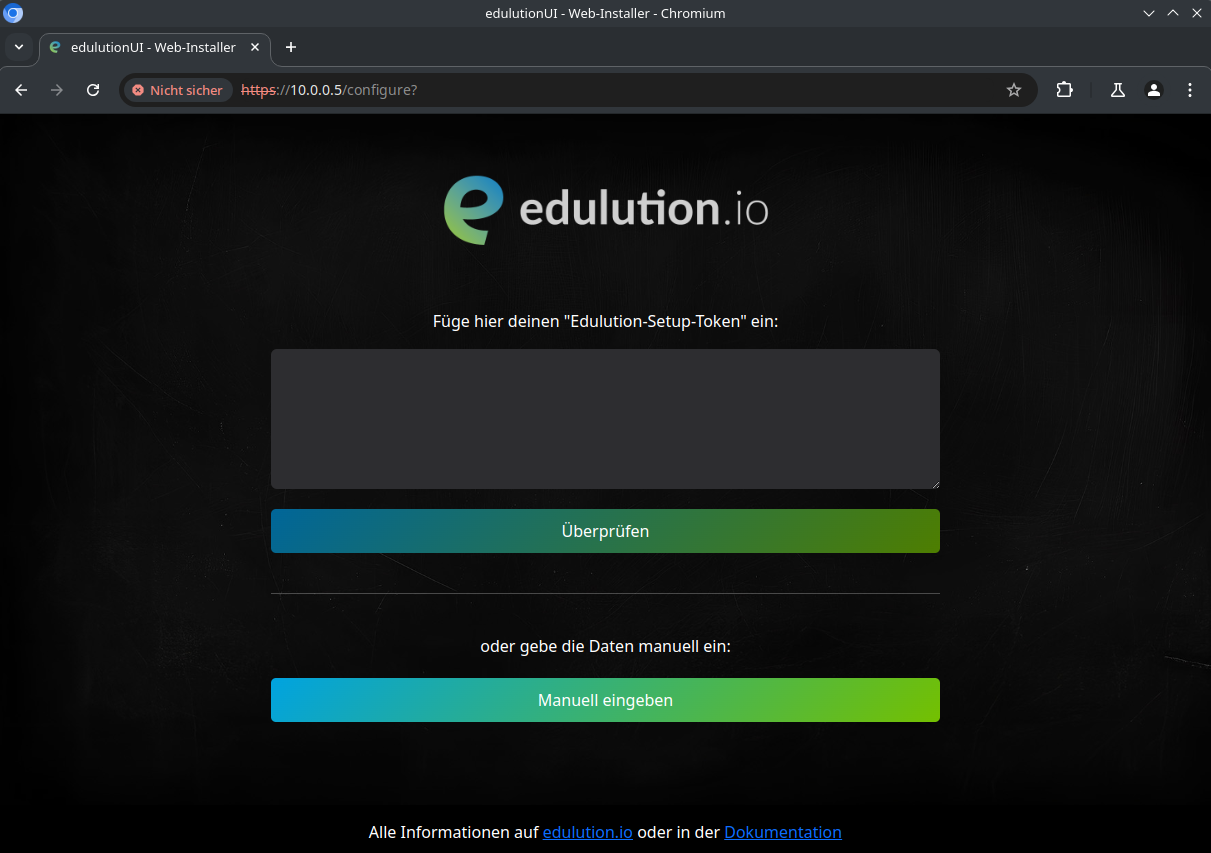 edulutionUI - Web-Installer - Chromium
edulutionUI - Web-Installer
Nicht sicher https://10.0.0.5/configure?
edulution.io
Füge hier deinen "Edulution-Setup-Token" ein:
Überprüfen
oder gebe die Daten manuell ein:
Manuell eingeben
Alle Informationen auf edulution.io oder in der Dokumentation